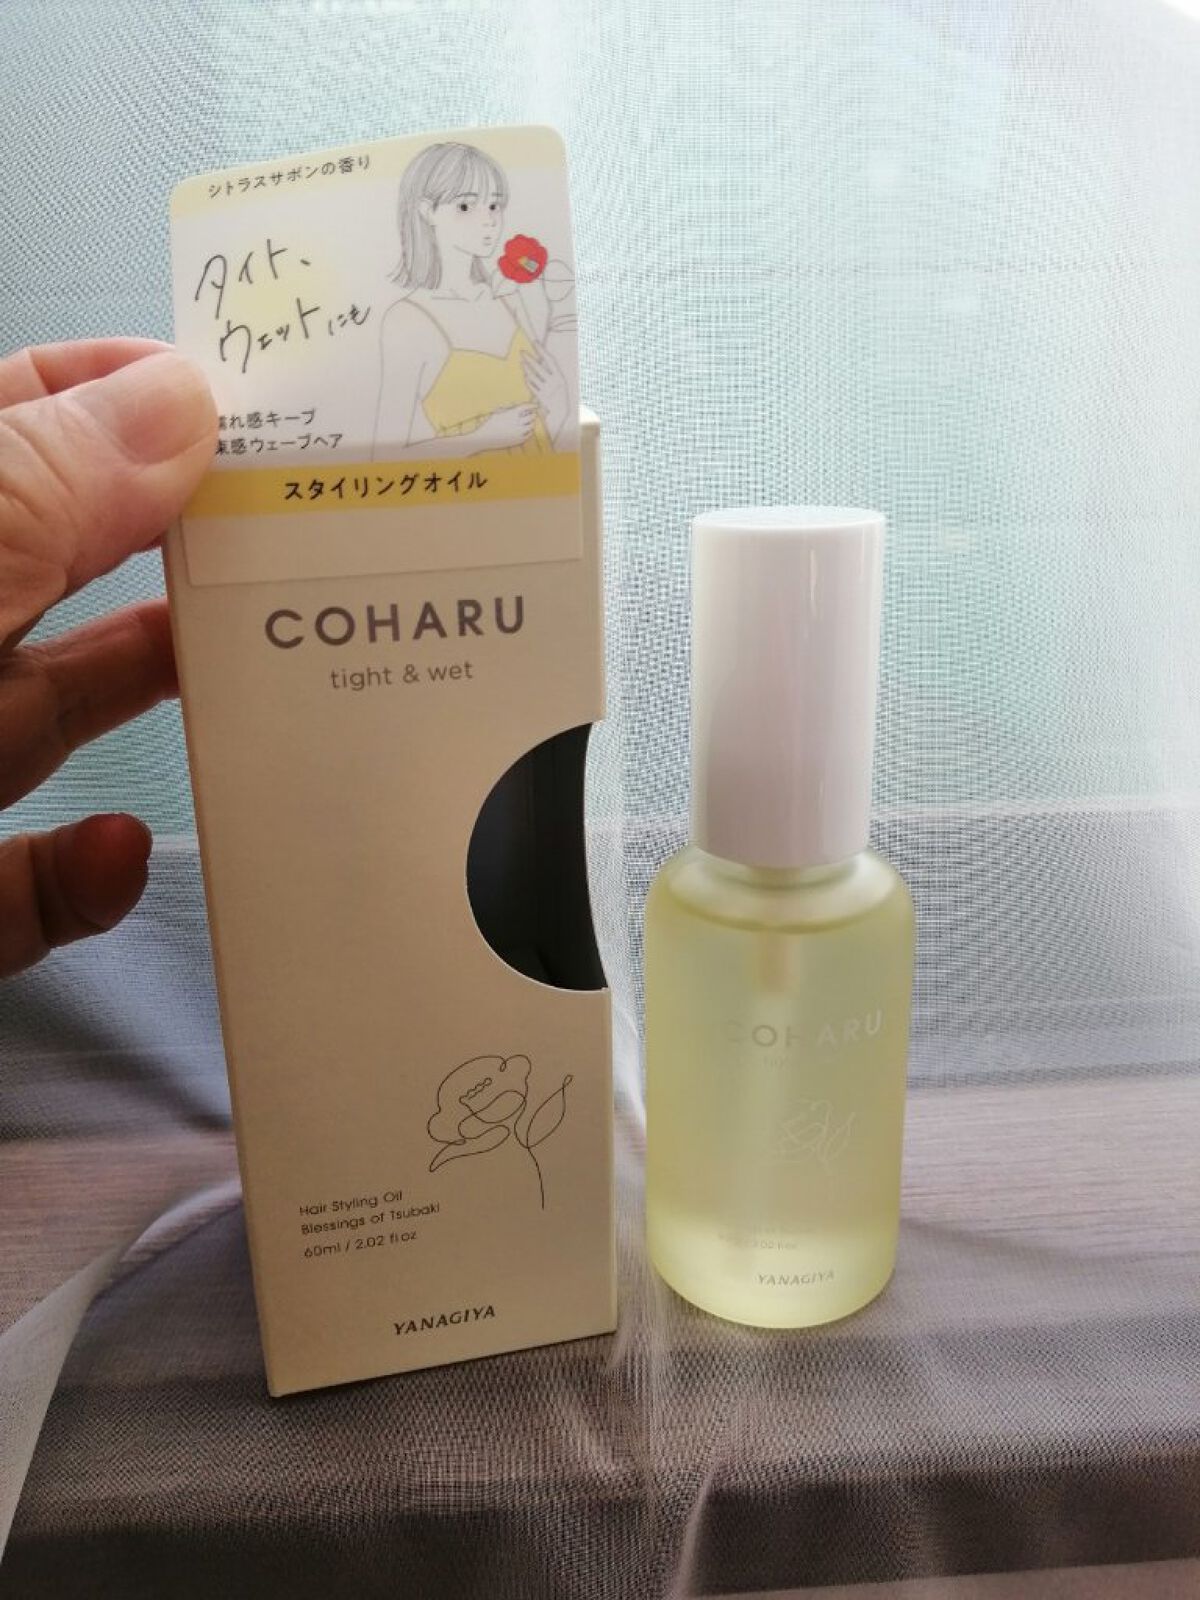 シトラスサボンの香り
タイト、
ウェットにも
れ感キープ
束感ウェーブヘア
スタイリングオイル
COHARU
tight & wet
Hair Styling Oil
Blessings of Tsubaki
60ml / 2.02 fl oz
YANAGIYA
COHARU
YANAGIYA